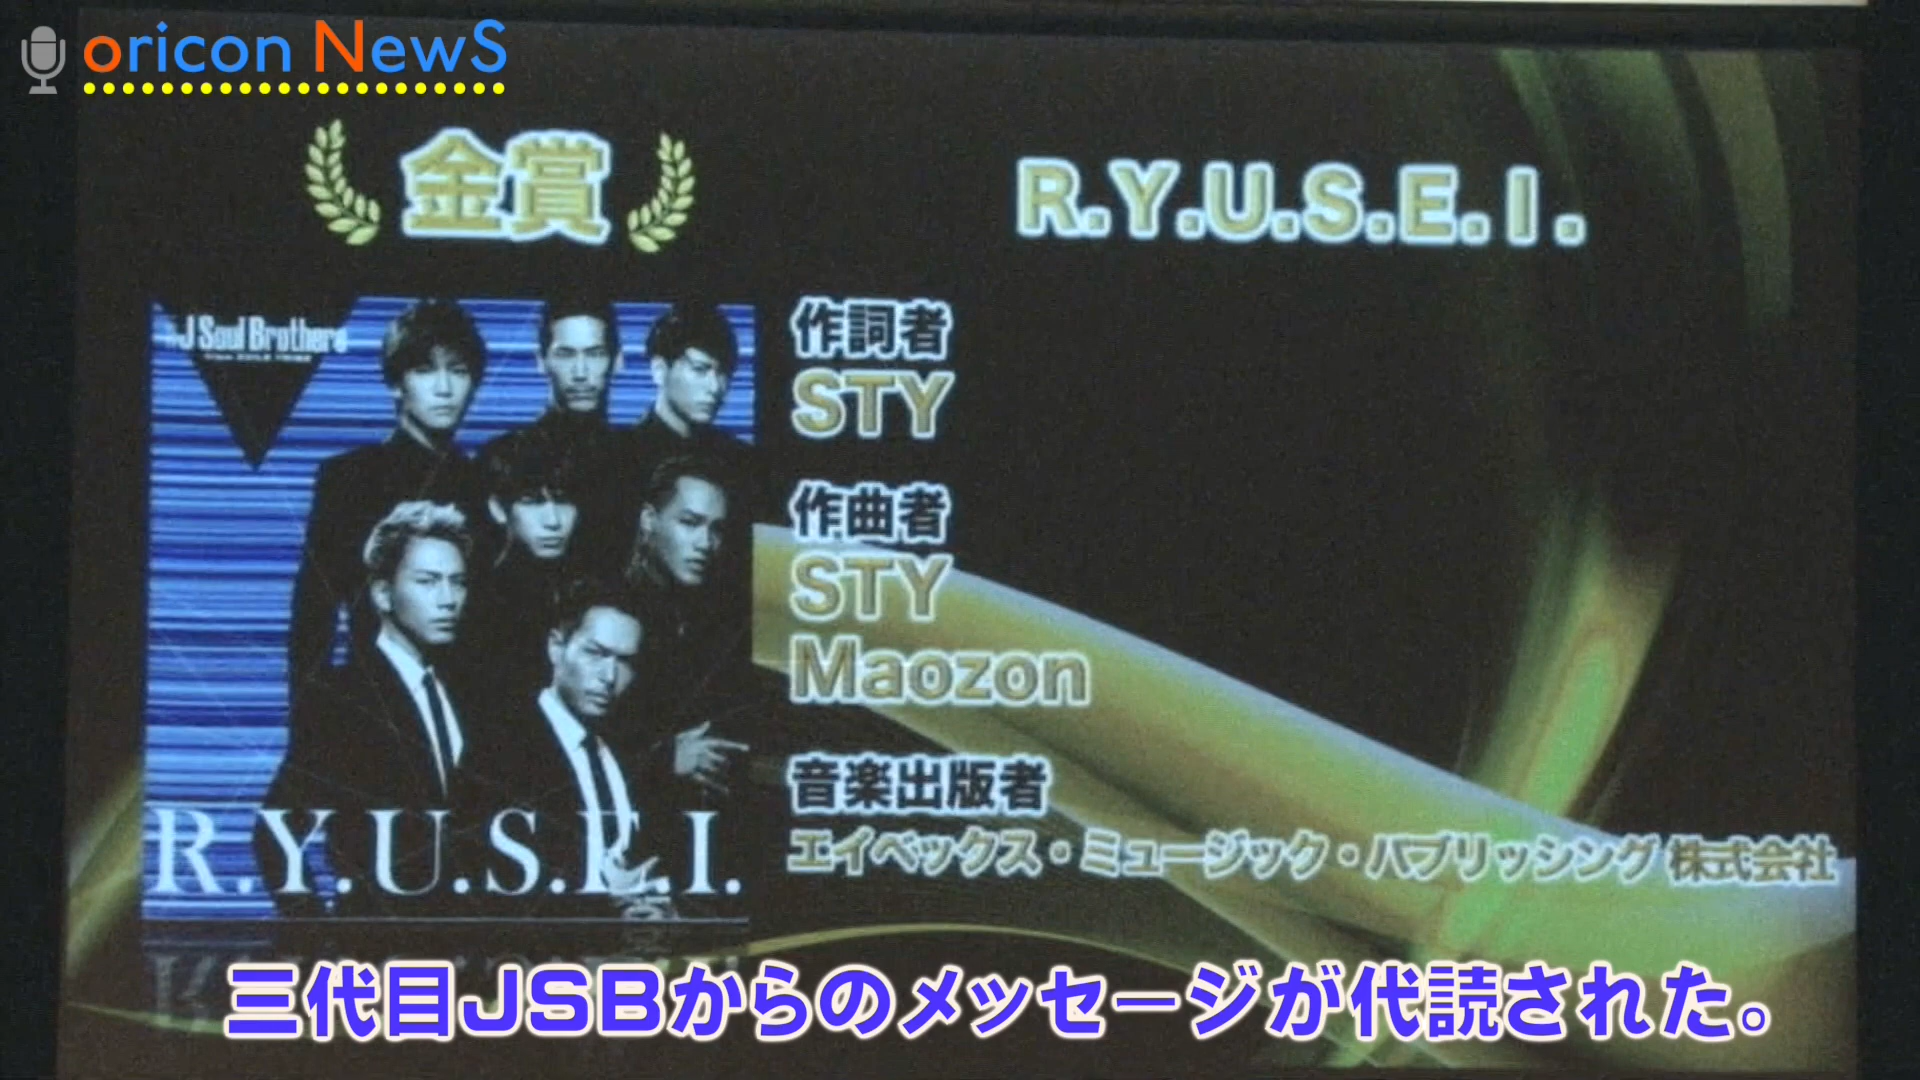 oricon NewS
金賞
R.Y.U.S.E.I.
J Soul Brothers
作詞者
STY
作曲者
STY
Maozon
音楽出版者
エイベックス・ミュージック・パブリッシング 株式会社
R.Y.U.S.E.I.
三代目JSBからのメッセージが代読された。